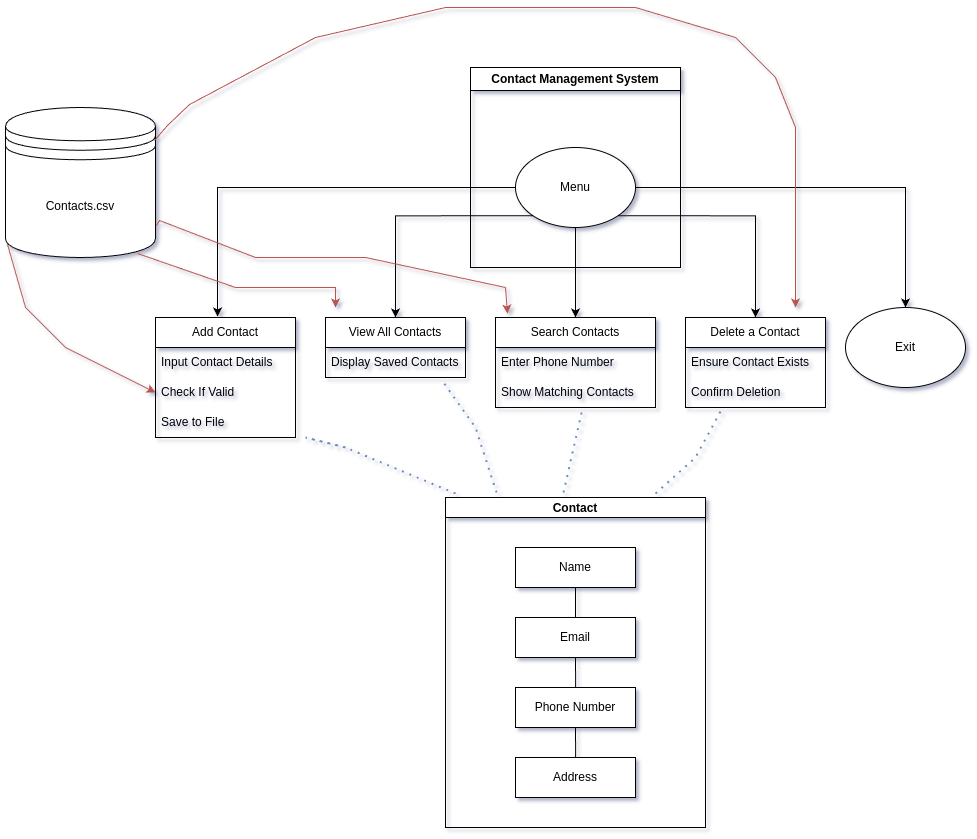 Contact Management System
Menu
Contacts.csv
Add Contact
Input Contact Details
Check If Valid
Save to File
View All Contacts
Display Saved Contacts
Search Contacts
Enter Phone Number
Show Matching Contacts
Delete a Contact
Ensure Contact Exists
Confirm Deletion
Exit
Contact
Name
Email
Phone Number
Address